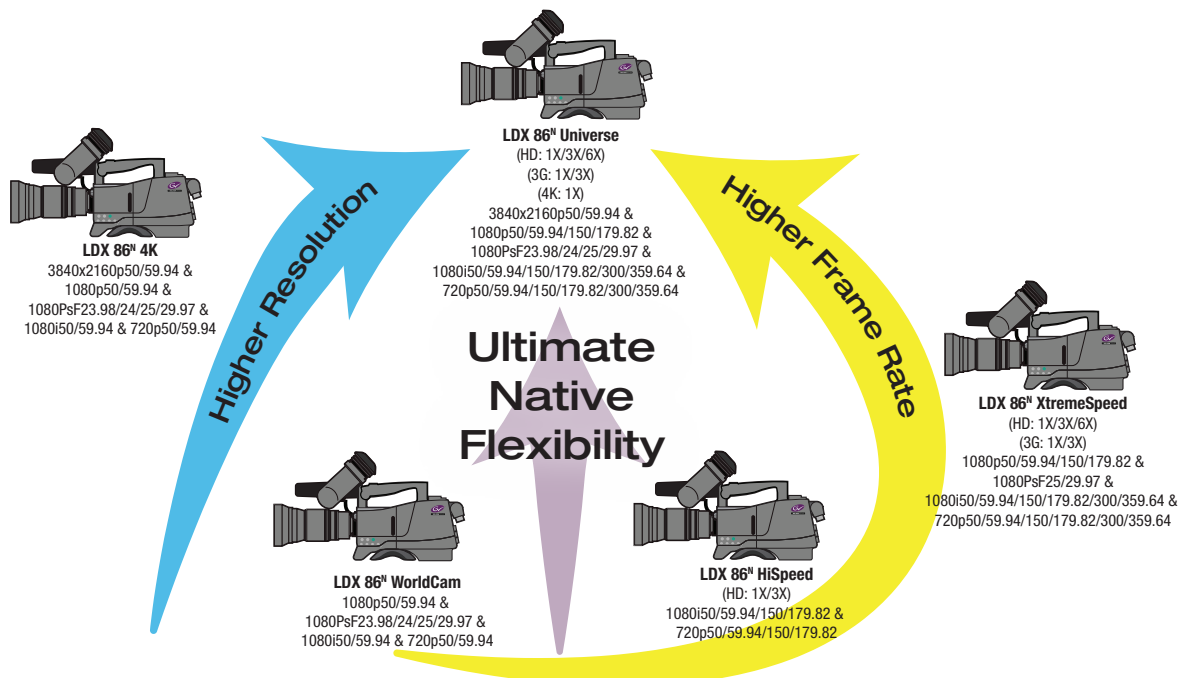 LDX 86ᴺ Universe
(HD: 1X/3X/6X)
(3G: 1X/3X)
(4K: 1X)
3840x2160p50/59.94 &
1080p50/59.94/150/179.82 &
1080PsF23.98/24/25/29.97 &
1080i50/59.94/150/179.82/300/359.64 &
720p50/59.94/150/179.82/300/359.64
LDX 86ᴺ 4K
3840x2160p50/59.94 &
1080p50/59.94 &
1080PsF23.98/24/25/29.97 &
1080i50/59.94 & 720p50/59.94
Higher Resolution
Higher Frame Rate
Ultimate
Native
Flexibility
LDX 86ᴺ XtremeSpeed
(HD: 1X/3X/6X)
(3G: 1X/3X)
1080p50/59.94/150/179.82 &
1080PsF25/29.97 &
1080i50/59.94/150/179.82/300/359.64 &
720p50/59.94/150/179.82/300/359.64
LDX 86ᴺ WorldCam
1080p50/59.94 &
1080PsF23.98/24/25/29.97 &
1080i50/59.94 & 720p50/59.94
LDX 86ᴺ HiSpeed
(HD: 1X/3X)
1080i50/59.94/150/179.82 &
720p50/59.94/150/179.82